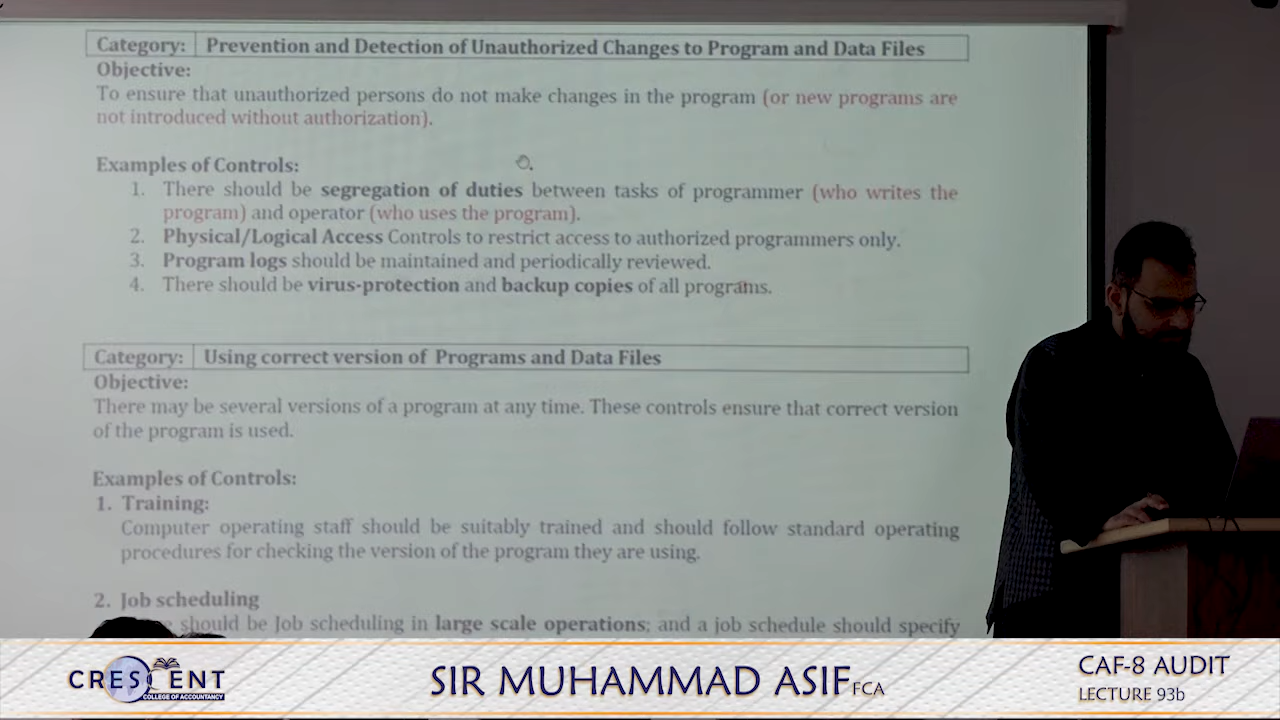 Category: Prevention and Detection of Unauthorized Changes to Program and Data Files
Objective:
To ensure that unauthorized persons do not make changes in the program (or new programs are
not introduced without authorization).
Examples of Controls:
1. There should be segregation of duties between tasks of programmer (who writes the
program) and operator (who uses the program).
2. Physical/Logical Access Controls to restrict access to authorized programmers only.
3. Program logs should be maintained and periodically reviewed.
4. There should be virus-protection and backup copies of all programs.
Category: Using correct version of Programs and Data Files
Objective:
There may be several versions of a program at any time. These controls ensure that correct version
of the program is used.
Examples of Controls:
1. Training:
Computer operating staff should be suitably trained and should follow standard operating
procedures for checking the version of the program they are using.
2. Job scheduling
should be Job scheduling in large scale operations; and a job schedule should specify
CRESCENT
COLLEGE OF ACCOUNTANCY
SIR MUHAMMAD ASIF FCA
CAF-8 AUDIT
LECTURE 93b